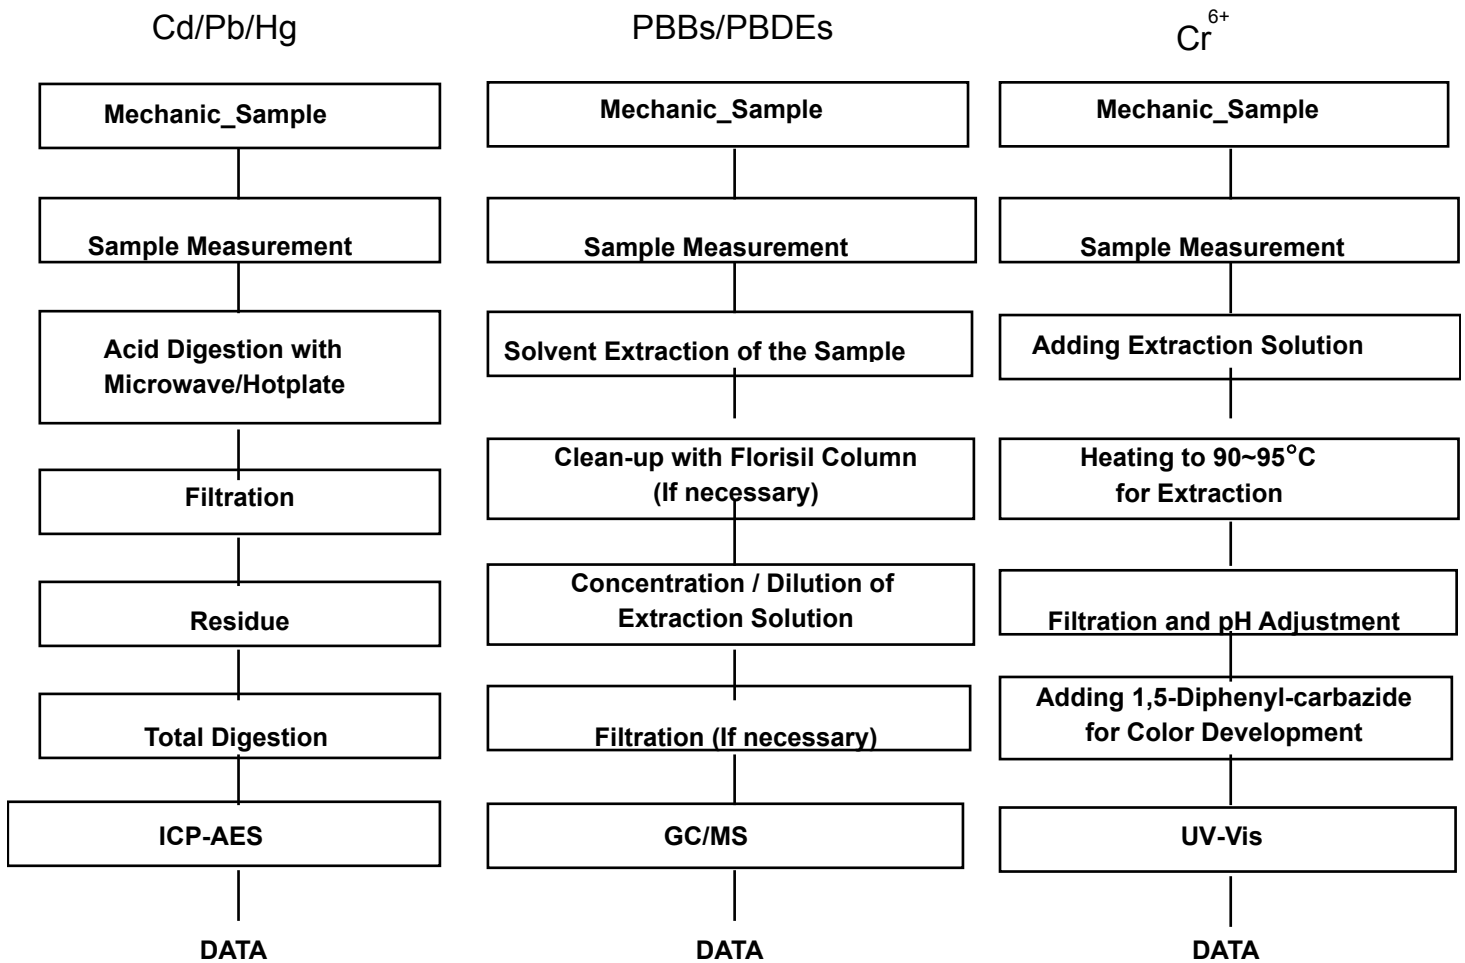 Cd/Pb/Hg
Mechanic_Sample
Sample Measurement
Acid Digestion with
Microwave/Hotplate
Filtration
Residue
Total Digestion
ICP-AES
DATA
PBBs/PBDEs
Mechanic_Sample
Sample Measurement
Solvent Extraction of the Sample
Clean-up with Florisil Column
(If necessary)
Concentration / Dilution of
Extraction Solution
Filtration (If necessary)
GC/MS
DATA
Cr6+
Mechanic_Sample
Sample Measurement
Adding Extraction Solution
Heating to 90~95°C
for Extraction
Filtration and pH Adjustment
Adding 1,5-Diphenyl-carbazide
for Color Development
UV-Vis
DATA